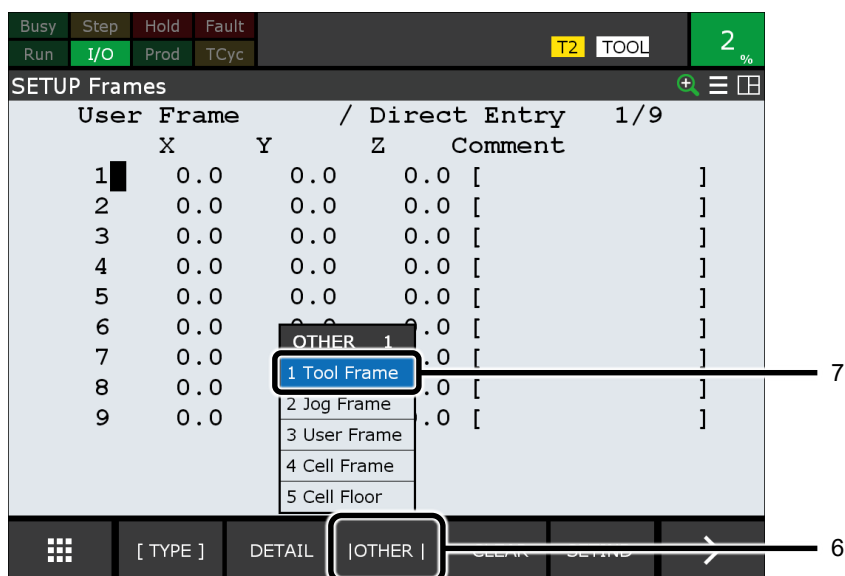 Busy Step Hold Fault
Run I/O Prod TCyc
T2 TOOL
2 %
SETUP Frames
User Frame / Direct Entry 1/9
X Y Z Comment
1 0.0 0.0 0.0 [ ]
2 0.0 0.0 0.0 [ ]
3 0.0 0.0 0.0 [ ]
4 0.0 0.0 0.0 [ ]
5 0.0 0.0 0.0 [ ]
6 0.0 .0 [ ]
7 0.0 .0 [ ]
8 0.0 .0 [ ]
9 0.0 .0 [ ]
OTHER 1
1 Tool Frame
2 Jog Frame
3 User Frame
4 Cell Frame
5 Cell Floor
7
[ TYPE ] DETAIL |OTHER | CLEAR SETIND
6